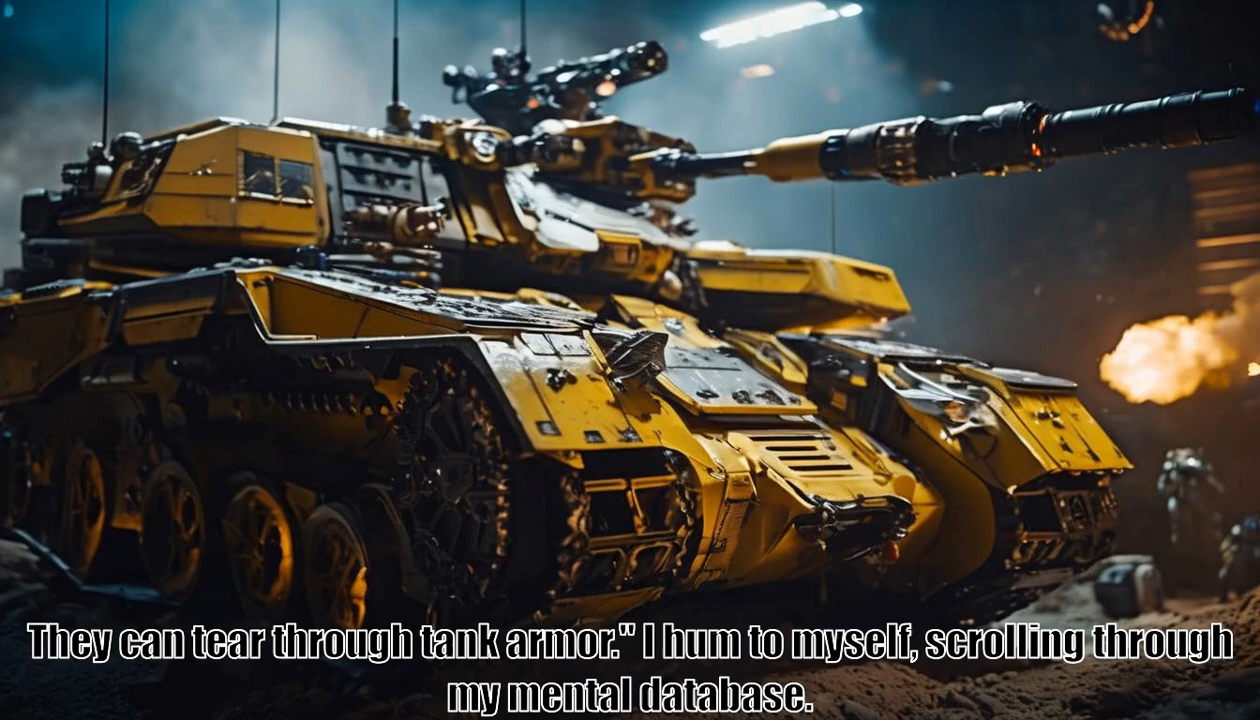 They can tear through tank armor." I hum to myself, scrolling through
my mental database.